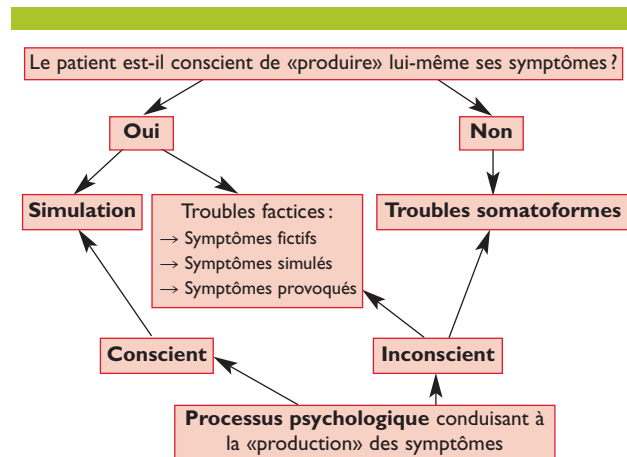 Le patient est-il conscient de «produire» lui-même ses symptômes ?
Oui
Non
Simulation
Troubles factices :
→ Symptômes fictifs
→ Symptômes simulés
→ Symptômes provoqués
Troubles somatoformes
Conscient
Inconscient
Processus psychologique conduisant à
la «production» des symptômes